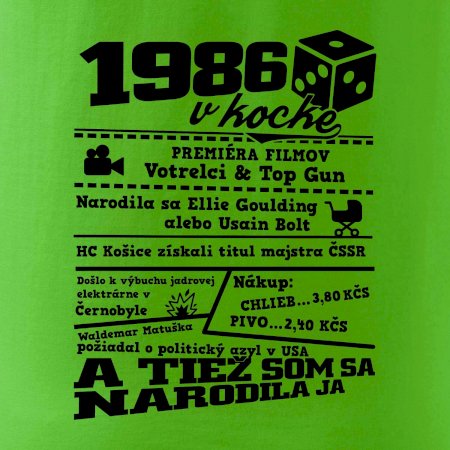 1986
v kocke
PREMIÉRA FILMOV
Votrelci & Top Gun
Narodila sa Ellie Goulding
alebo Usain Bolt
HC Košice získali titul majstra ČSSR
Došlo k výbuchu jadrovej
elektrárne v
Černobyle
Nákup:
CHLIEB...3,80 KČS
PIVO...2,40 KČS
Waldemar Matuška
požiadal o politický azyl v USA
A TIEŽ SOM SA
NARODILA JA